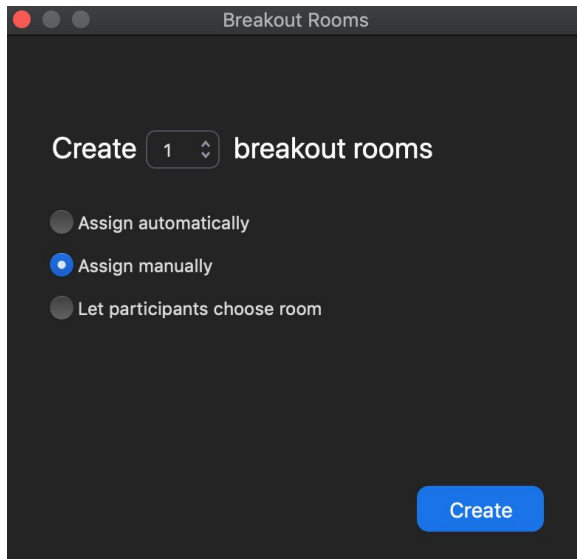 Breakout Rooms
Create 1 breakout rooms
Assign automatically
Assign manually
Let participants choose room
Create